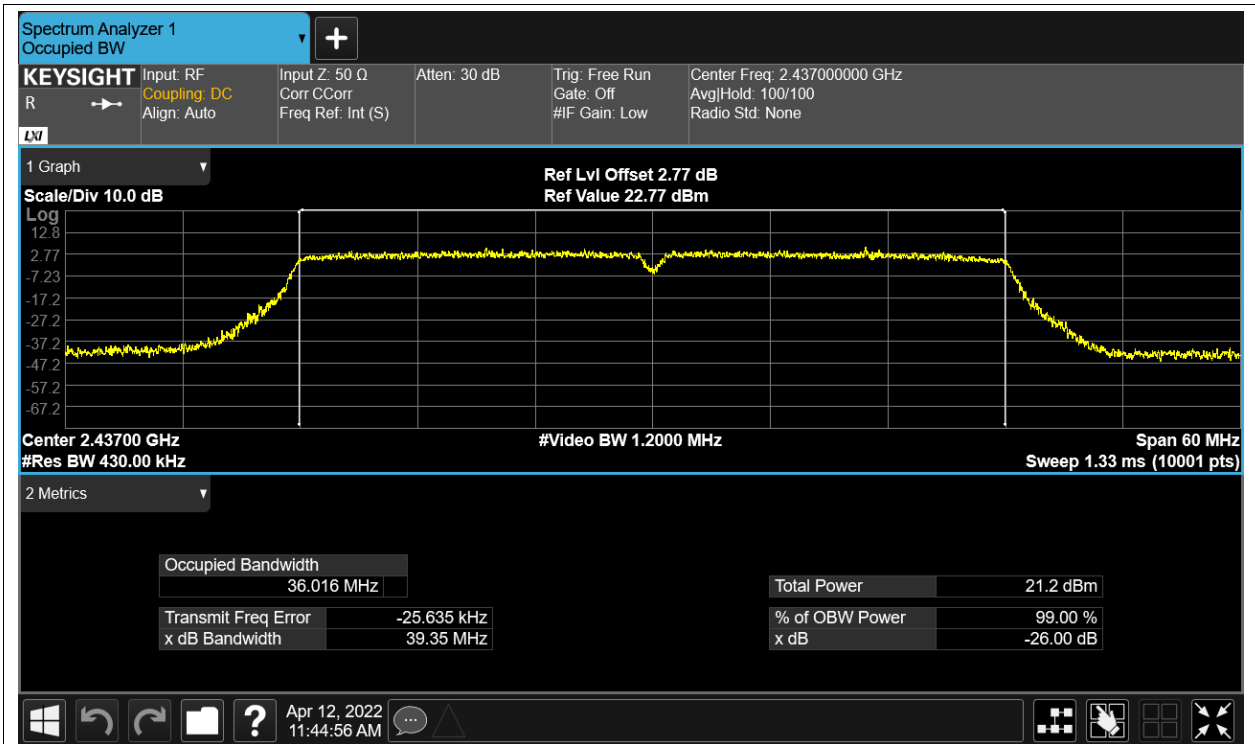 Spectrum Analyzer 1
Occupied BW
KEYSIGHT
R
LXI
Input: RF
Coupling: DC
Align: Auto
Input Z: 50 Ω
Corr CCorr
Freq Ref: Int (S)
Atten: 30 dB
Trig: Free Run
Gate: Off
#IF Gain: Low
Center Freq: 2.437000000 GHz
Avg|Hold: 100/100
Radio Std: None
1 Graph
Scale/Div 10.0 dB
Ref Lvl Offset 2.77 dB
Ref Value 22.77 dBm
Log
12.8
2.77
-7.23
-17.2
-27.2
-37.2
-47.2
-57.2
-67.2
Center 2.43700 GHz
#Video BW 1.2000 MHz
Span 60 MHz
#Res BW 430.00 kHz
Sweep 1.33 ms (10001 pts)
2 Metrics
Occupied Bandwidth
36.016 MHz
Total Power 21.2 dBm
Transmit Freq Error -25.635 kHz
% of OBW Power 99.00 %
x dB Bandwidth 39.35 MHz
x dB -26.00 dB
?
Apr 12, 2022
11:44:56 AM